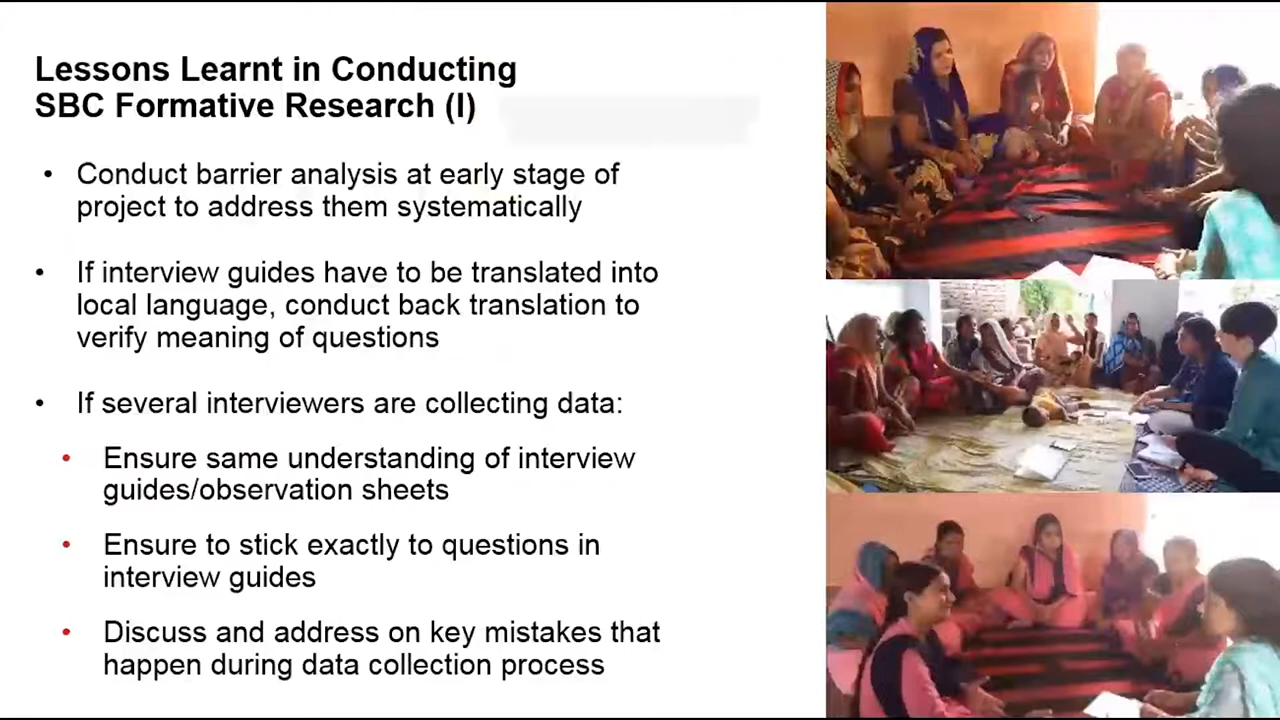 Lessons Learnt in Conducting
SBC Formative Research (I)
• Conduct barrier analysis at early stage of
project to address them systematically
• If interview guides have to be translated into
local language, conduct back translation to
verify meaning of questions
• If several interviewers are collecting data:
• Ensure same understanding of interview
guides/observation sheets
• Ensure to stick exactly to questions in
interview guides
• Discuss and address on key mistakes that
happen during data collection process